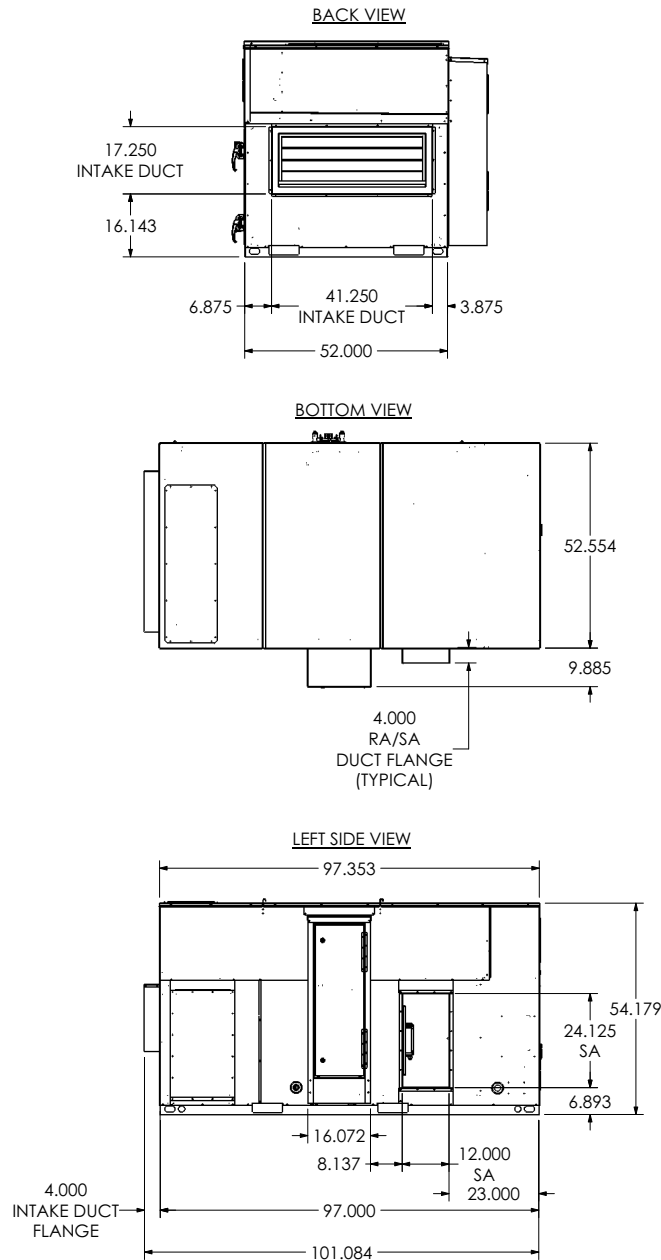 BACK VIEW
17.250
INTAKE DUCT
16.143
6.875
41.250
INTAKE DUCT
3.875
52.000
BOTTOM VIEW
52.554
9.885
4.000
RA/SA
DUCT FLANGE
(TYPICAL)
LEFT SIDE VIEW
97.353
54.179
24.125
SA
6.893
16.072
8.137
12.000
SA
23.000
4.000
INTAKE DUCT
FLANGE
97.000
101.084